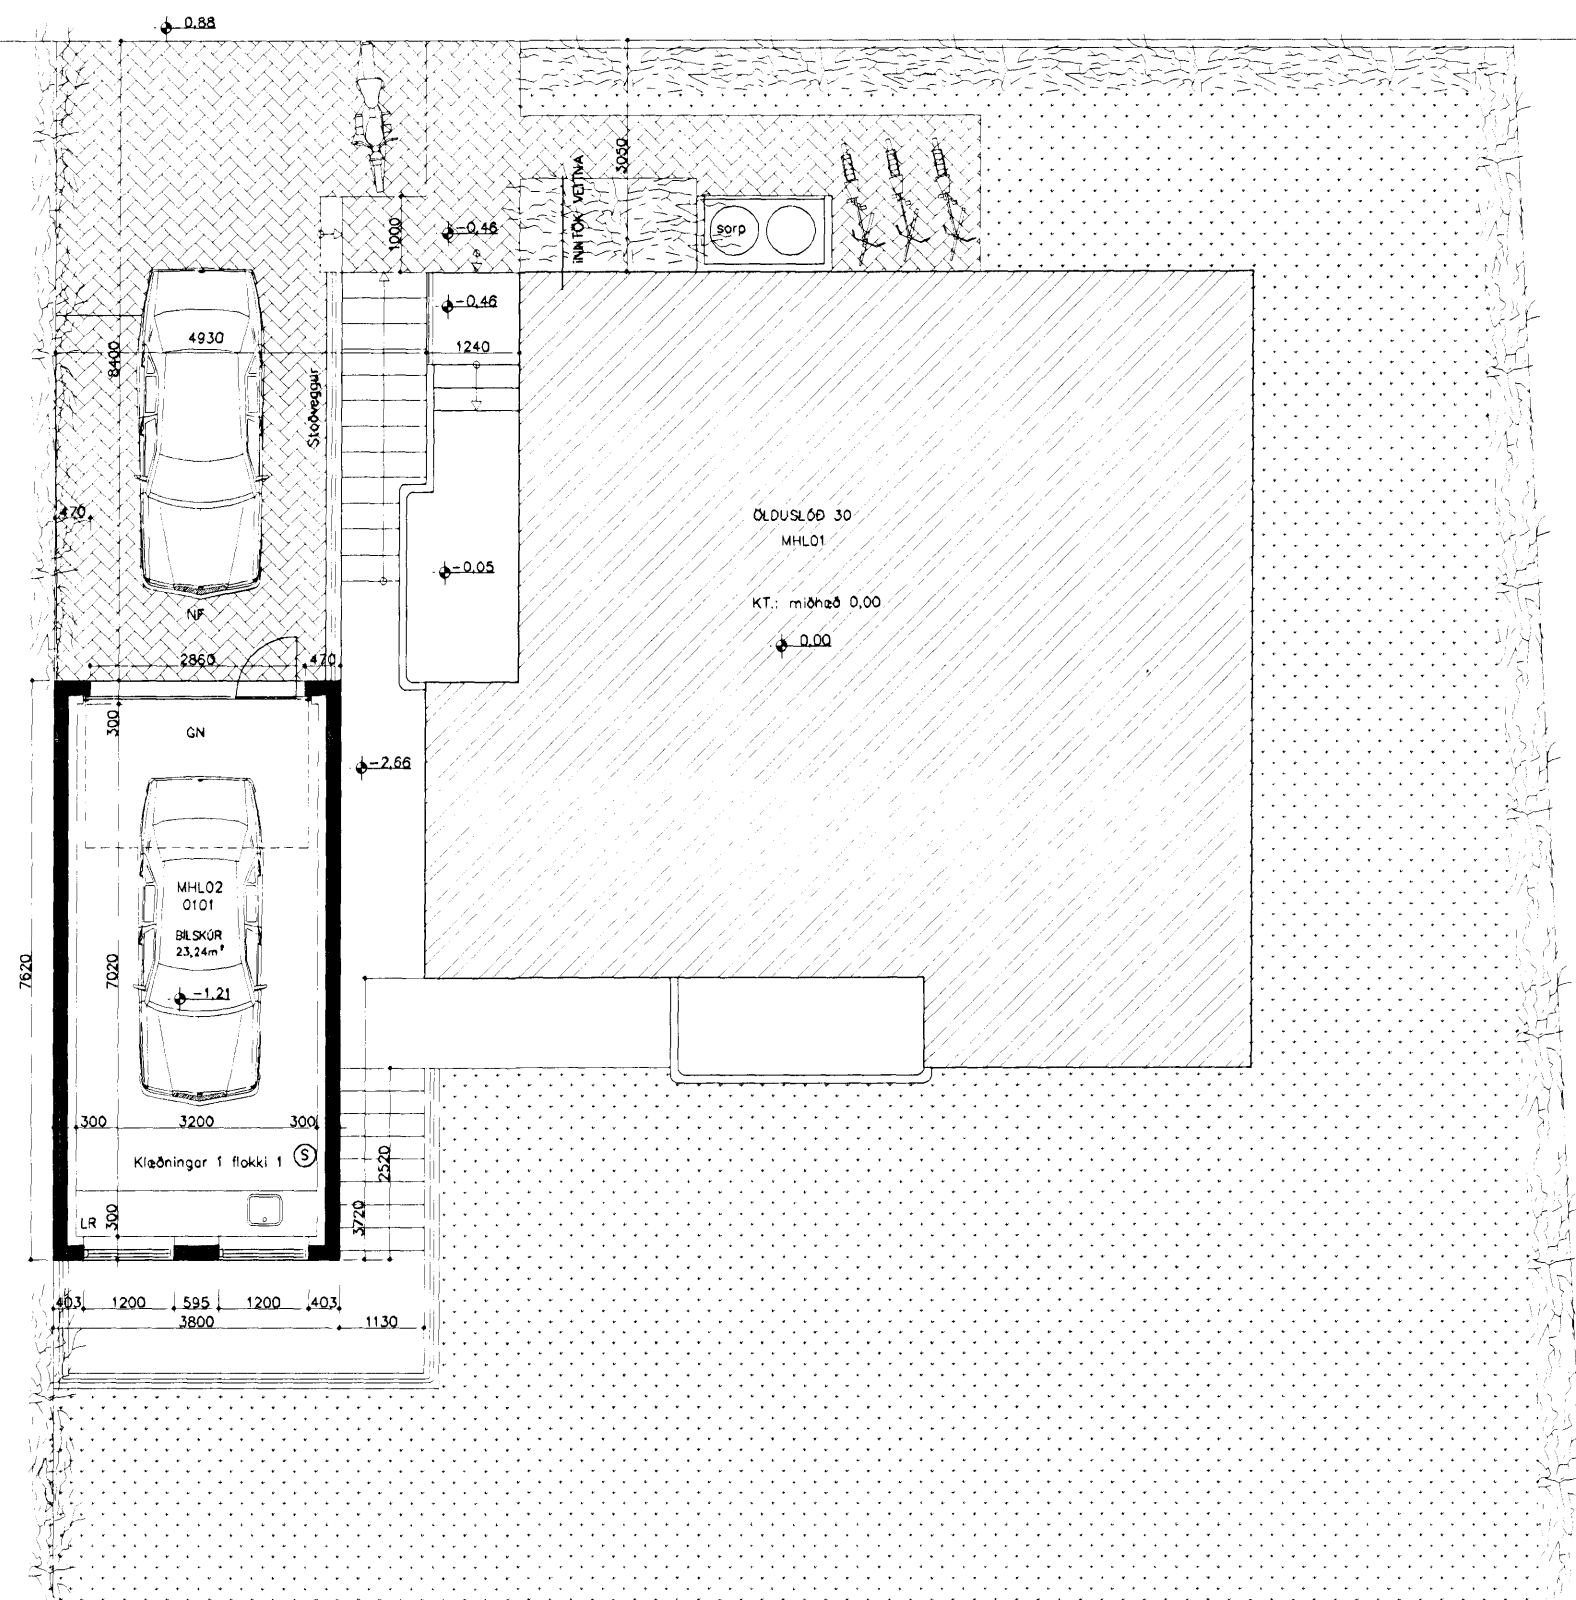 0,88
3050
INNTÖK VEITNA
sorp
1000
-0,46
-0,46
4930
1240
8400
Stoðveggur
470
ÖLDUSLÓÐ 30
MHL01
-0,05
KT.: miðhæð 0,00
0,00
NF
2860
470
300
GN
-2,66
MHL02
0101
BÍLSKÚR
23,24m²
7620
7020
-1,21
300
3200
300
Klæðningar í flokki 1
S
2520
3720
LR
300
403
1200
595
1200
403
3800
1130